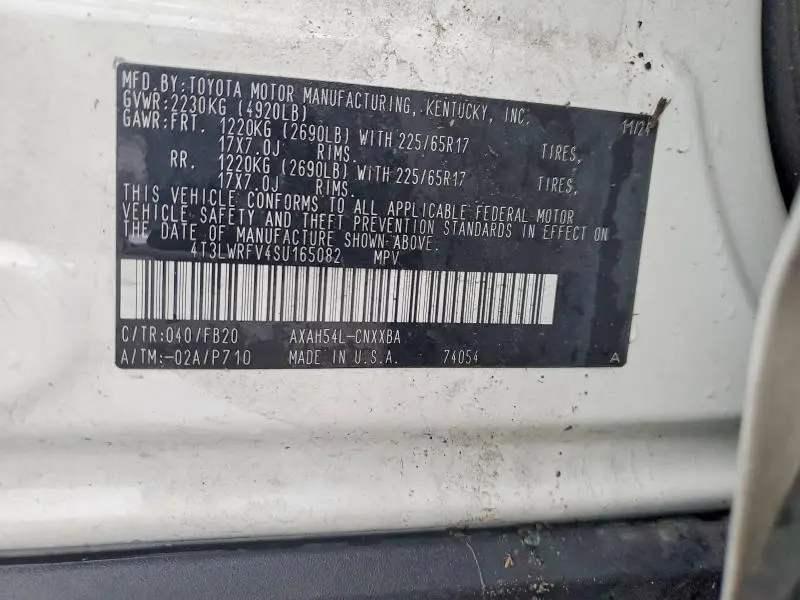 MFD.BY:TOYOTA MOTOR MANUFACTURING, KENTUCKY, INC. 11/24
GVWR:2230KG (4920LB)
GAWR:FRT. 1220KG (2690LB) WITH 225/65R17 TIRES,
17X7.0J RIMS.
RR. 1220KG (2690LB) WITH 225/65R17 TIRES,
17X7.0J RIMS.
THIS VEHICLE CONFORMS TO ALL APPLICABLE FEDERAL MOTOR
VEHICLE SAFETY AND THEFT PREVENTION STANDARDS IN EFFECT ON
THE DATE OF MANUFACTURE SHOWN ABOVE.
4T3LWRFV4SU165082 MPV
C/TR:040/FB20 AXAH54L-CNXXBA
A/TM:-02A/P710 MADE IN U.S.A. 74054 A